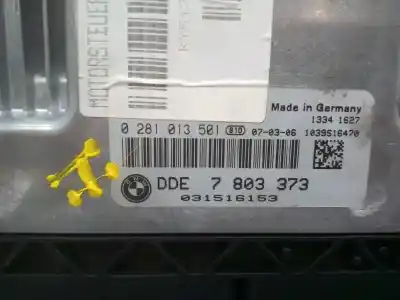 MOTORSTEUER
Made in Germany
1334 1627
0 281 013 501 810 07-03-06 1039S16470
DDE 7 803 373
031516153